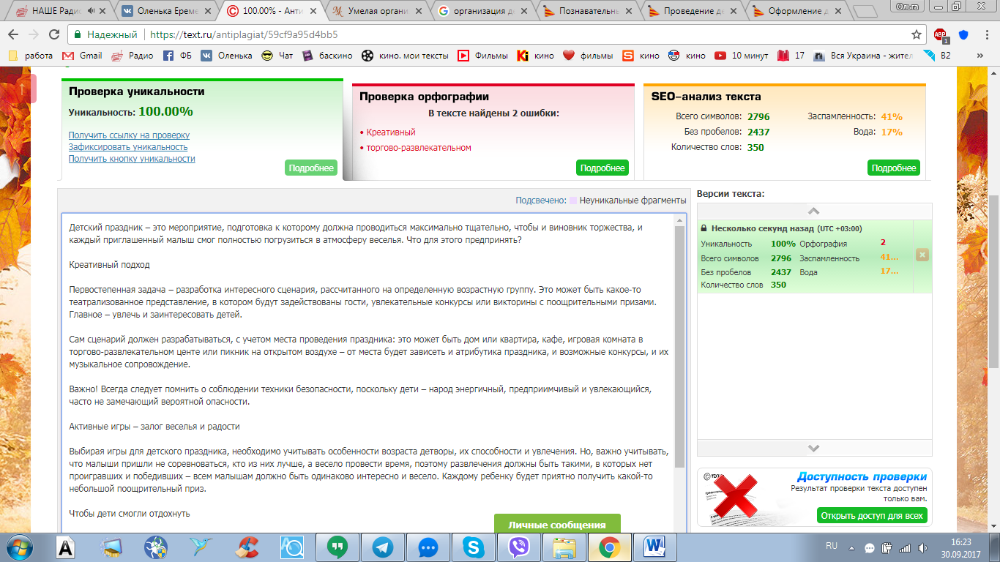 НАШЕ Ради
Оленька Ереме
100.00% - Анти
Умелая органи
организация де
Познавательны
Проведение де
Оформление д
Ольга
Надежный
https://text.ru/antiplagiat/59cf9a95d4bb5
ABP
1
работа
Gmail
Радио
ФБ
Оленька
Чат
баскино
кино. мои тексты
Фильмы
кино
фильмы
кино
кино
10 минут
17
Вся Украина - жител
B2
»
Проверка уникальности
Уникальность: 100.00%
Получить ссылку на проверку
Зафиксировать уникальность
Получить кнопку уникальности
Подробнее
Проверка орфографии
В тексте найдены 2 ошибки:
• Креативный
• торгово-развлекательном
Подробнее
SEO-анализ текста
Всего символов: 2796
Заспамленность: 41%
Без пробелов: 2437
Вода: 17%
Количество слов: 350
Подробнее
Подсвечено: Неуникальные фрагменты
Детский праздник – это мероприятие, подготовка к которому должна проводиться максимально тщательно, чтобы и виновник торжества, и
каждый приглашенный малыш смог полностью погрузиться в атмосферу веселья. Что для этого предпринять?
Креативный подход
Первостепенная задача – разработка интересного сценария, рассчитанного на определенную возрастную группу. Это может быть какое-то
театрализованное представление, в котором будут задействованы гости, увлекательные конкурсы или викторины с поощрительными призами.
Главное – увлечь и заинтересовать детей.
Сам сценарий должен разрабатываться, с учетом места проведения праздника: это может быть дом или квартира, кафе, игровая комната в
торгово-развлекательном центе или пикник на открытом воздухе – от места будет зависеть и атрибутика праздника, и возможные конкурсы, и их
музыкальное сопровождение.
Важно! Всегда следует помнить о соблюдении техники безопасности, поскольку дети – народ энергичный, предприимчивый и увлекающийся,
часто не замечающий вероятной опасности.
Активные игры – залог веселья и радости
Выбирая игры для детского праздника, необходимо учитывать особенности возраста детворы, их способности и увлечения. Но, важно учитывать,
что малыши пришли не соревноваться, кто из них лучше, а весело провести время, поэтому развлечения должны быть такими, в которых нет
проигравших и победивших – всем малышам должно быть одинаково интересно и весело. Каждому ребенку будет приятно получить какой-то
небольшой поощрительный приз.
Чтобы дети смогли отдохнуть
Версии текста:
Несколько секунд назад (UTC +03:00)
Уникальность 100% Орфография 2
Всего символов 2796 Заспамленность 41...
Без пробелов 2437 Вода 17...
Количество слов 350
Доступность проверки
Результат проверки текста доступен
только вам.
Открыть доступ для всех
Личные сообщения
RU
16:23
30.09.2017